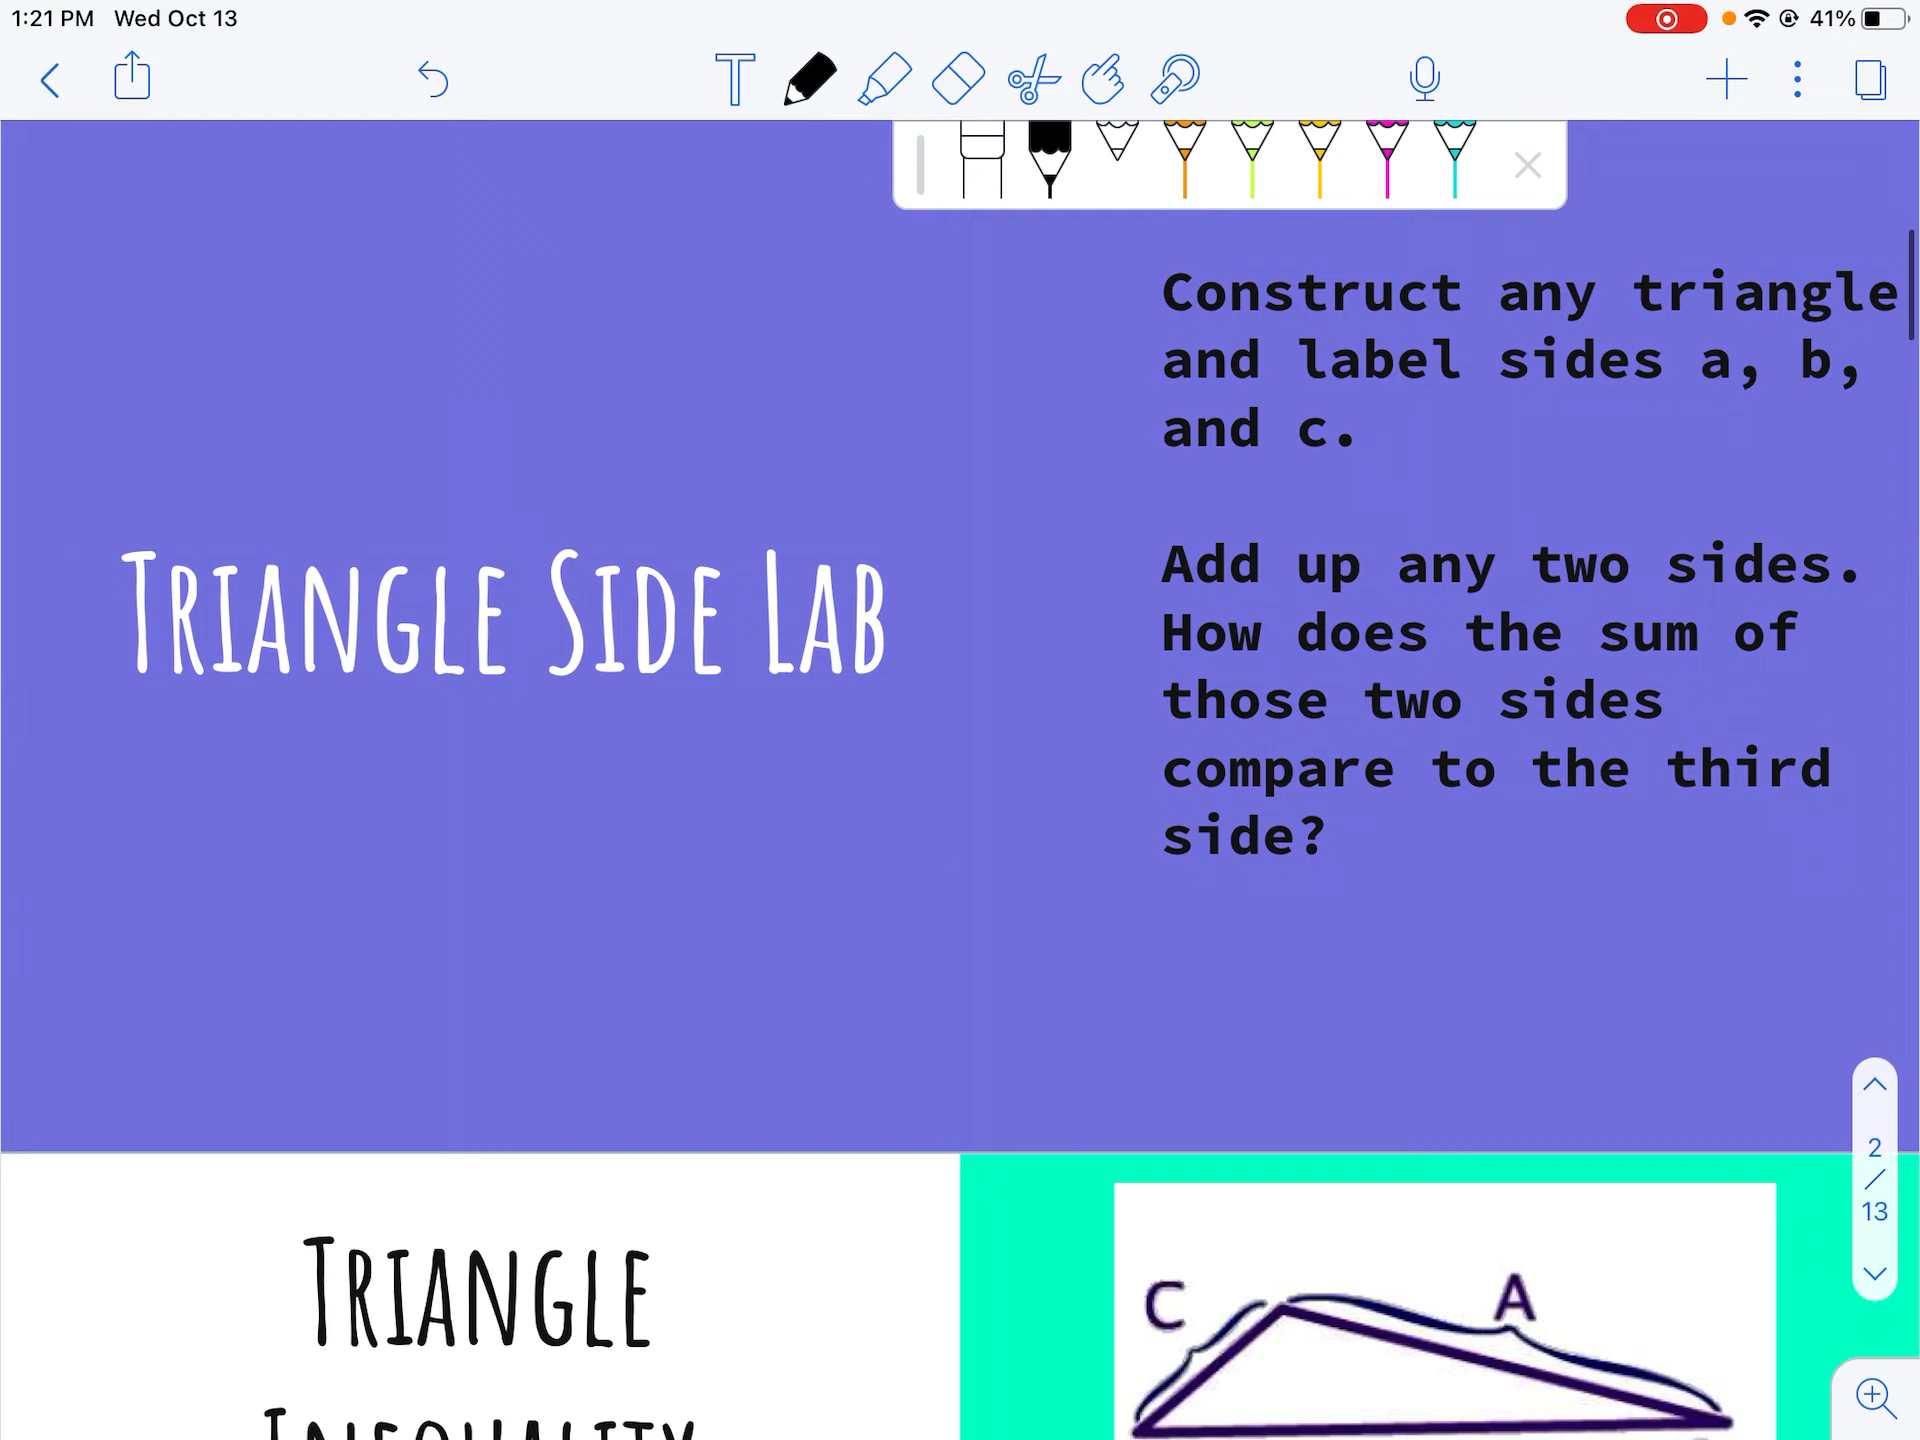 1:21 PM Wed Oct 13
41%
T
Construct any triangle
and label sides a, b,
and c.
TRIANGLE SIDE LAB
Add up any two sides.
How does the sum of
those two sides
compare to the third
side?
2
/
13
TRIANGLE
INEQUALITY
C
A